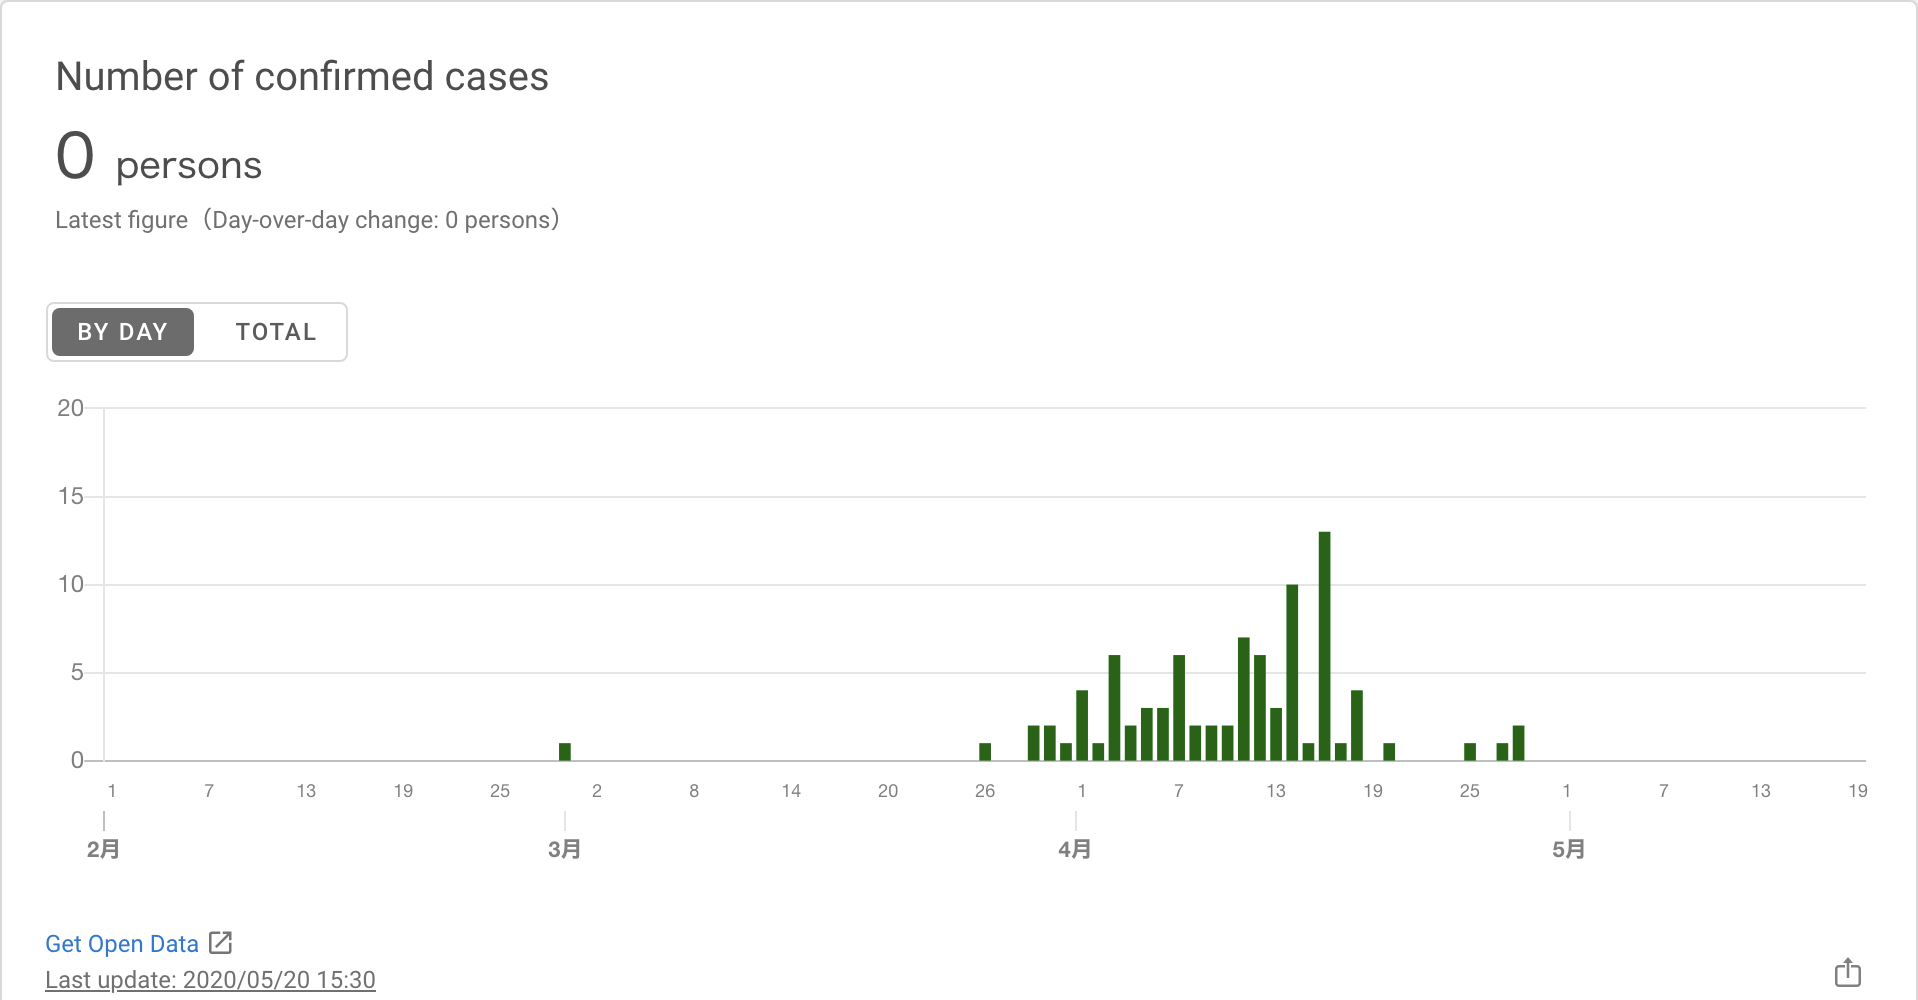 Number of confirmed cases
0 persons
Latest figure（Day-over-day change: 0 persons）
BY DAY TOTAL
20
15
10
5
0
1 7 13 19 25 2 8 14 20 26 1 7 13 19 25 1 7 13 19
2月 3月 4月 5月
Get Open Data
Last update: 2020/05/20 15:30